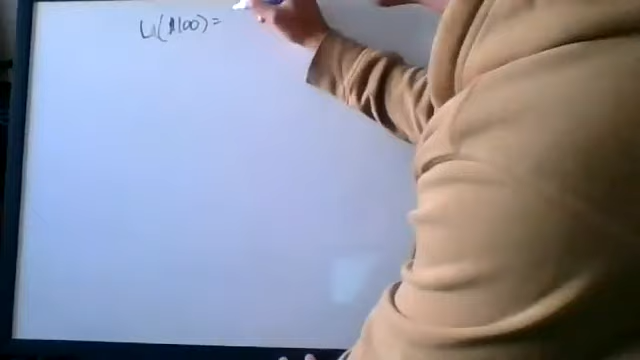 u($100) =